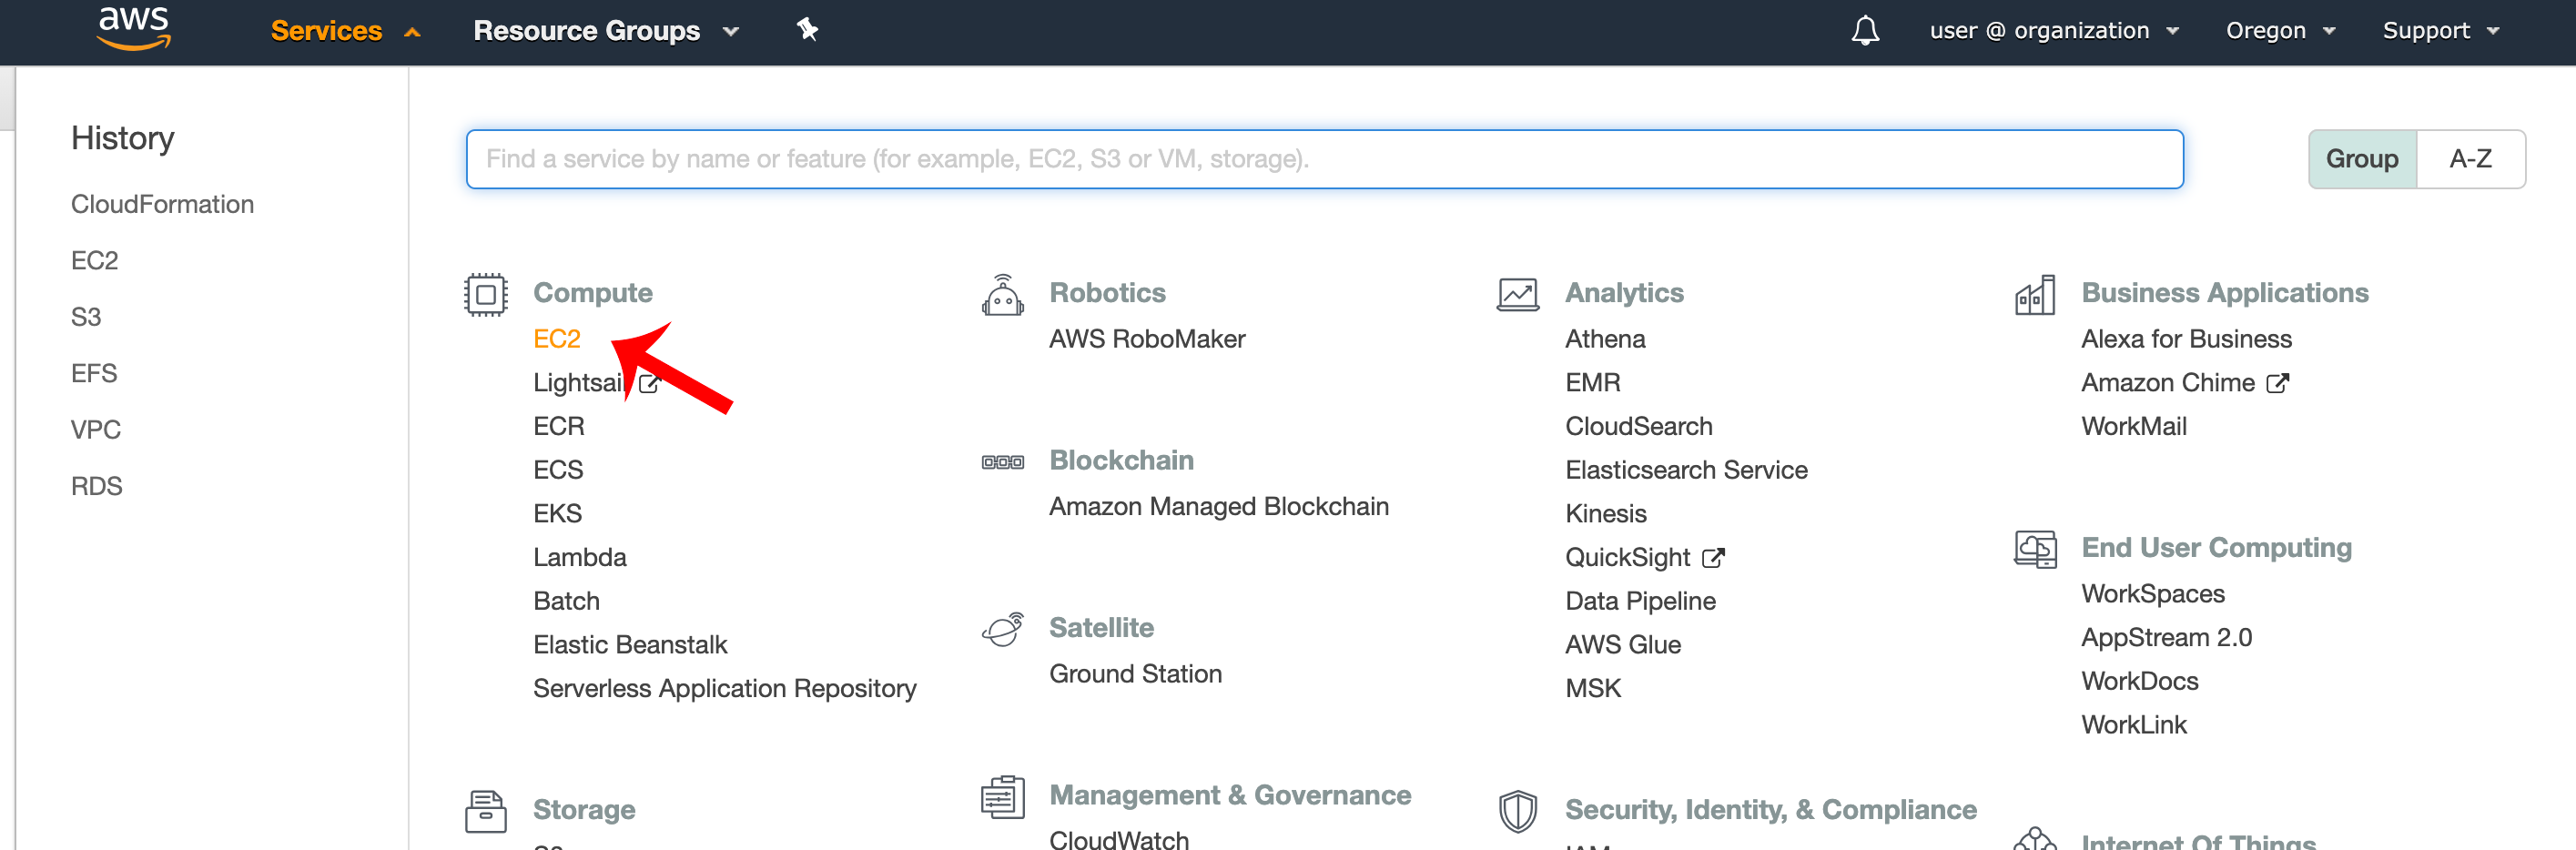 aws
Services
Resource Groups
user @ organization
Oregon
Support
History
CloudFormation
EC2
S3
EFS
VPC
RDS
Find a service by name or feature (for example, EC2, S3 or VM, storage).
Group
A-Z
Compute
EC2
Lightsail
ECR
ECS
EKS
Lambda
Batch
Elastic Beanstalk
Serverless Application Repository
Storage
S3
Robotics
AWS RoboMaker
Blockchain
Amazon Managed Blockchain
Satellite
Ground Station
Management & Governance
CloudWatch
Analytics
Athena
EMR
CloudSearch
Elasticsearch Service
Kinesis
QuickSight
Data Pipeline
AWS Glue
MSK
Security, Identity, & Compliance
IAM
Business Applications
Alexa for Business
Amazon Chime
WorkMail
End User Computing
WorkSpaces
AppStream 2.0
WorkDocs
WorkLink
Internet Of Things